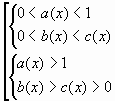 0 < a(x) < 1
0 < b(x) < c(x)
a(x) > 1
b(x) > c(x) > 0